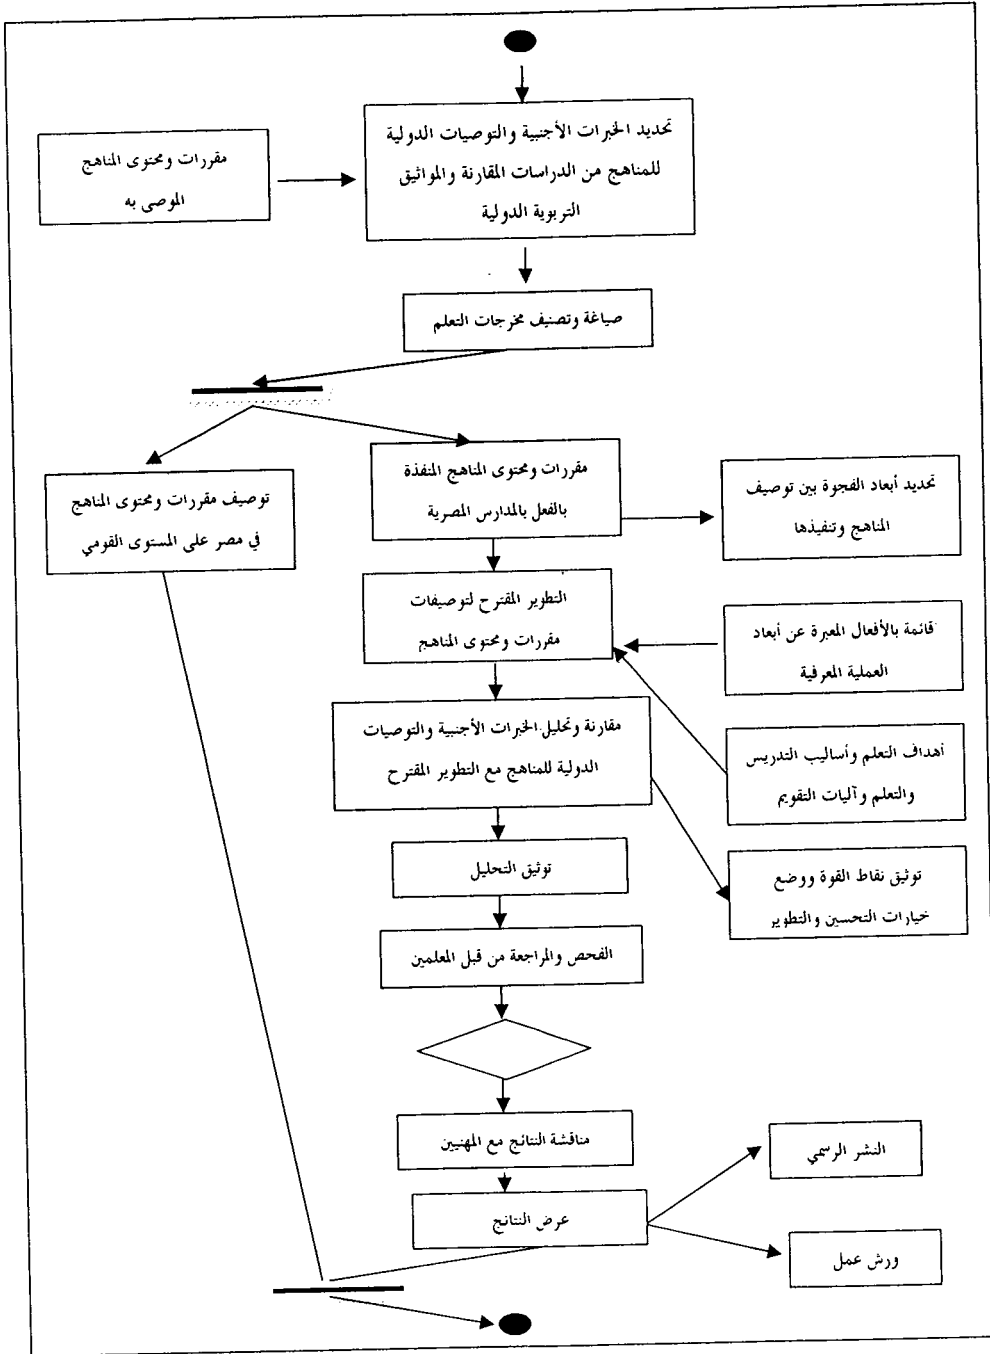 تحديد الخبرات الأجنبية والتوصيات الدولية
للمناهج من الدراسات المقارنة والمواثيق
التربوية الدولية
مقررات ومحتوى المناهج
الموصى به
صياغة وتصنيف مخرجات التعلم
مقررات ومحتوى المناهج المنفذة
بالفعل بالمدارس المصرية
توصيف مقررات ومحتوى المناهج
في مصر على المستوى القومي
تحديد أبعاد الفجوة بين توصيف
المناهج وتنفيذها
التطوير المقترح لتوصيفات
مقررات ومحتوى المناهج
قائمة بالأفعال المعبرة عن أبعاد
العملية المعرفية
مقارنة وتحليل الخبرات الأجنبية والتوصيات
الدولية للمناهج مع التطوير المقترح
أهداف التعلم وأساليب التدريس
والتعلم وآليات التقويم
توثيق التحليل
توثيق نقاط القوة ووضع
خيارات التحسين والتطوير
الفحص والمراجعة من قبل المعلمين
مناقشة النتائج مع المهنيين
النشر الرسمي
عرض النتائج
ورش عمل